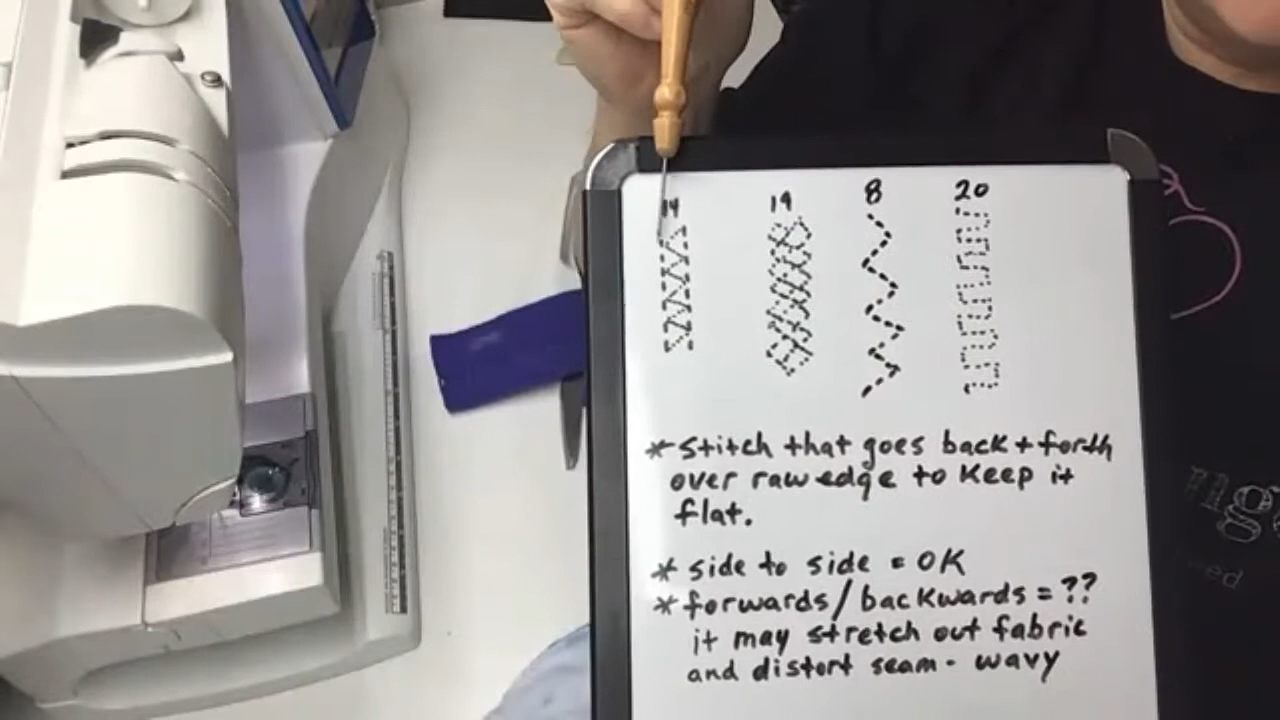 14 19 8 20
* stitch that goes back + forth
over raw edge to keep it
flat.
* side to side = OK
* forwards/backwards = ??
it may stretch out fabric
and distort seam - wavy